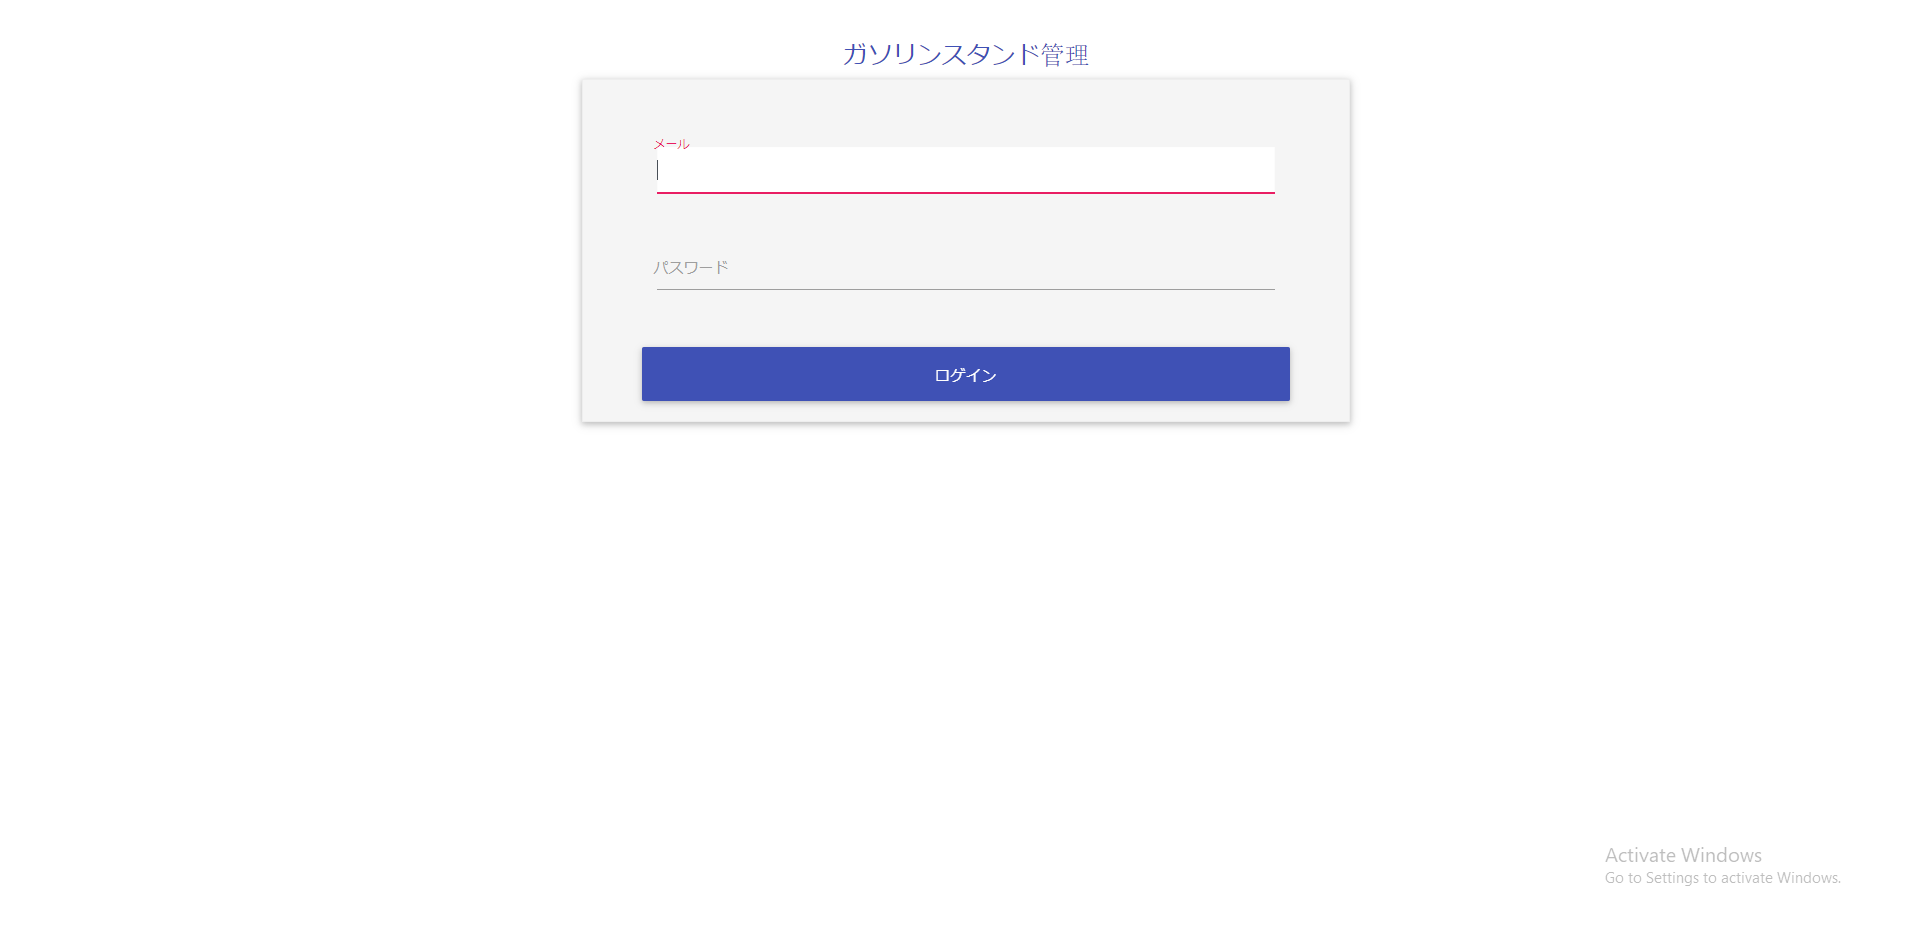 ガソリンスタンド管理
メール
パスワード
ロゲイン
Activate Windows
Go to Settings to activate Windows.